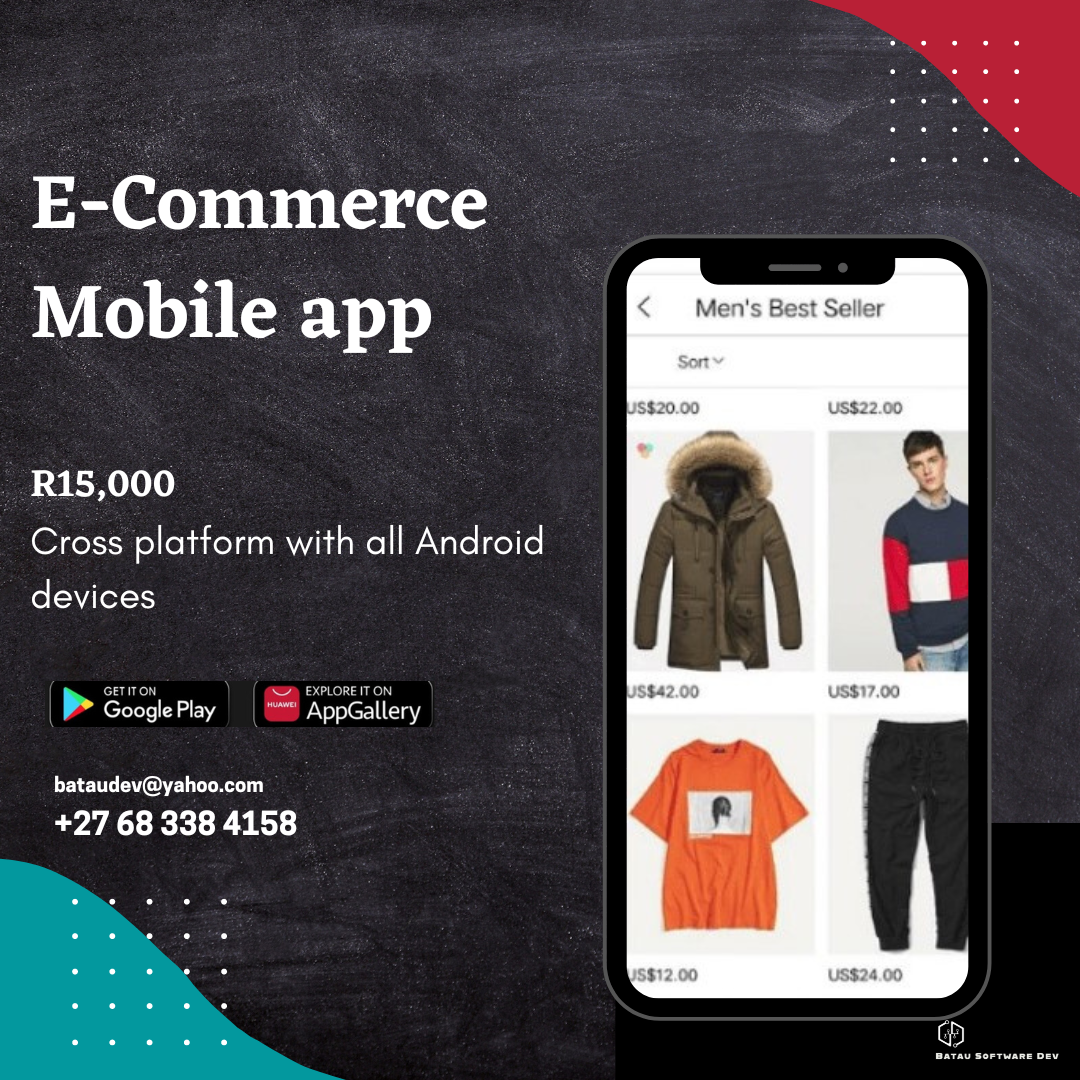 E-Commerce
Mobile app
R15,000
Cross platform with all Android
devices
GET IT ON
Google Play
HUAWEI
EXPLORE IT ON
AppGallery
bataudev@yahoo.com
+27 68 338 4158
Men's Best Seller
Sort
US$20.00
US$22.00
US$42.00
US$17.00
US$12.00
US$24.00
Batau Software Dev